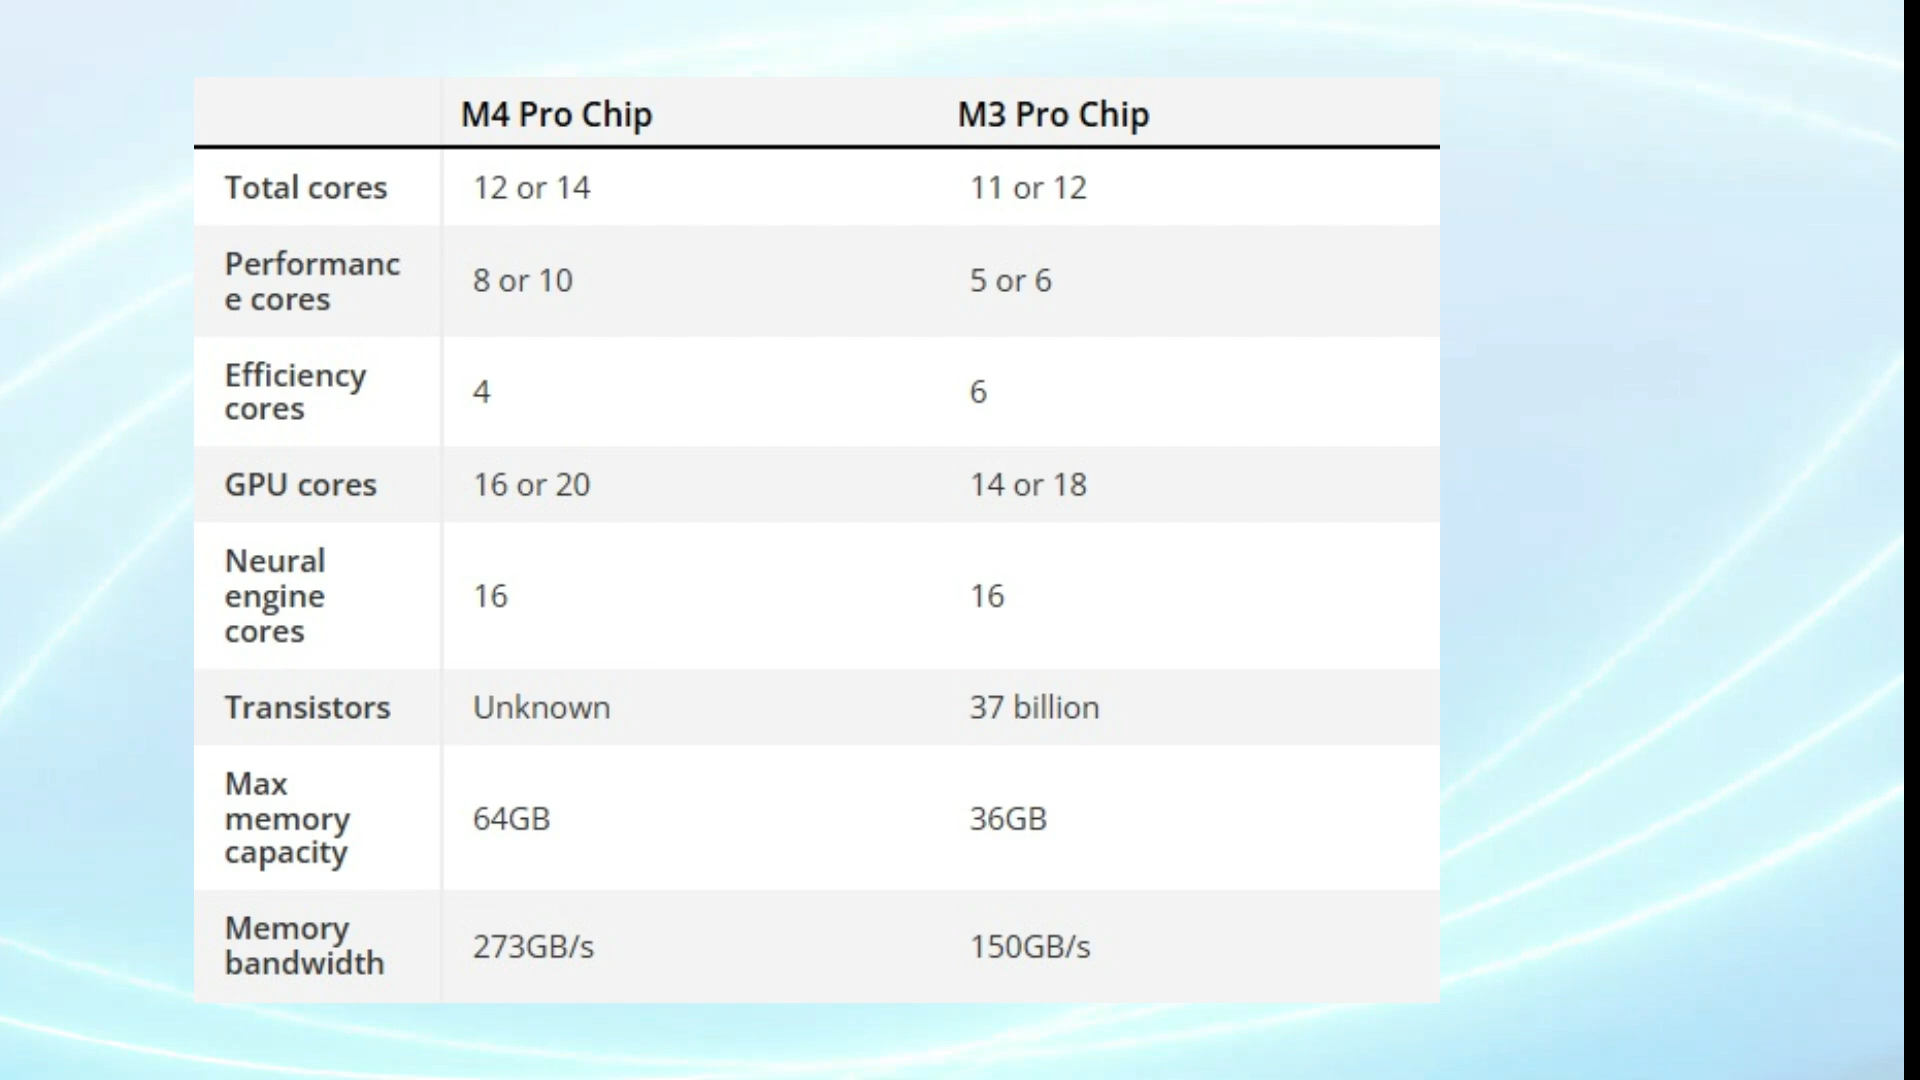 M4 Pro Chip M3 Pro Chip
Total cores 12 or 14 11 or 12
Performanc
e cores 8 or 10 5 or 6
Efficiency
cores 4 6
GPU cores 16 or 20 14 or 18
Neural
engine 16 16
cores
Transistors Unknown 37 billion
Max
memory 64GB 36GB
capacity
Memory
bandwidth 273GB/s 150GB/s